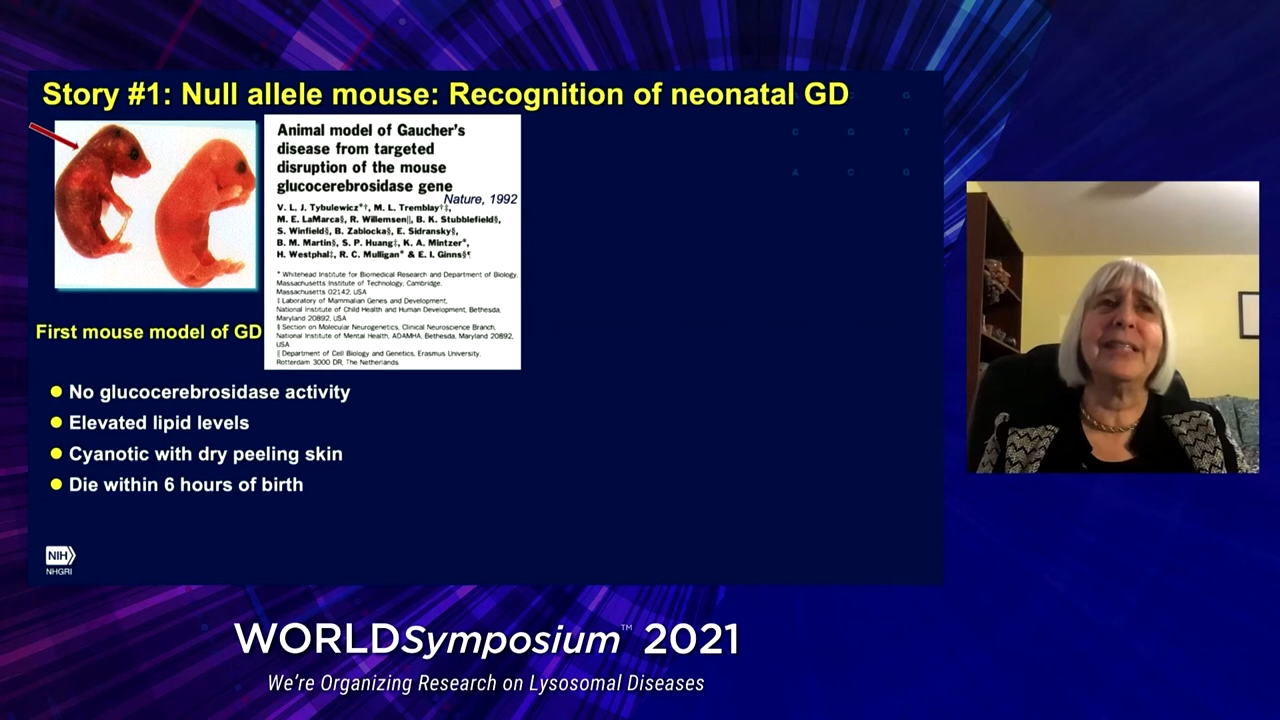 Story #1: Null allele mouse: Recognition of neonatal GD
Animal model of Gaucher's
disease from targeted
disruption of the mouse
glucocerebrosidase gene
Nature, 1992
V. L. J. Tybulewicz*†, M. L. Tremblay†‡,
M. E. LaMarca§, R. Willemsen‖, B. K. Stubblefield§,
S. Winfield§, B. Zablocka§, E. Sidransky§,
B. M. Martin§, S. P. Huang‡, K. A. Mintzer*,
H. Westphal‡, R. C. Mulligan* & E. I. Ginns§¶
* Whitehead Institute for Biomedical Research and Department of Biology,
Massachusetts Institute of Technology, Cambridge,
Massachusetts 02142, USA
‡ Laboratory of Mammalian Genes and Development,
National Institute of Child Health and Human Development, Bethesda,
Maryland 20892, USA
§ Section on Molecular Neurogenetics, Clinical Neuroscience Branch,
National Institute of Mental Health, ADAMHA, Bethesda, Maryland 20892,
USA
‖ Department of Cell Biology and Genetics, Erasmus University,
Rotterdam 3000 DR, The Netherlands
First mouse model of GD
No glucocerebrosidase activity
Elevated lipid levels
Cyanotic with dry peeling skin
Die within 6 hours of birth
G
C G T
A C G
NIH
NHGRI
WORLDSymposium™ 2021
We're Organizing Research on Lysosomal Diseases